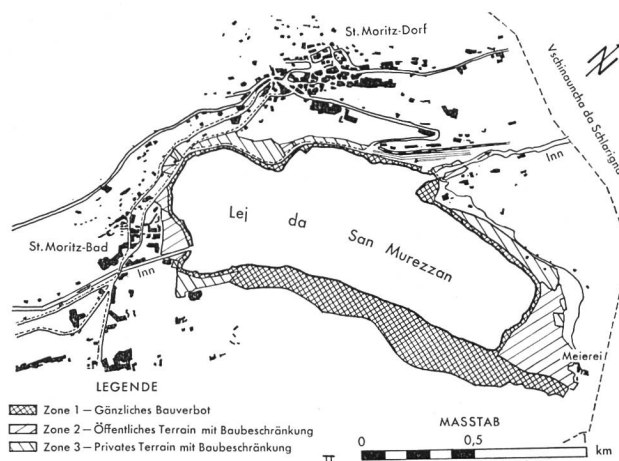 St. Moritz-Dorf
Vschinauncha da Schlarigna
Inn
Lej da San Murezzan
St. Moritz-Bad
Inn
Meierei
LEGENDE
Zone 1 – Gänzliches Bauverbot
Zone 2 – Öffentliches Terrain mit Baubeschränkung
Zone 3 – Privates Terrain mit Baubeschränkung
MASSTAB
0 0,5 1
km